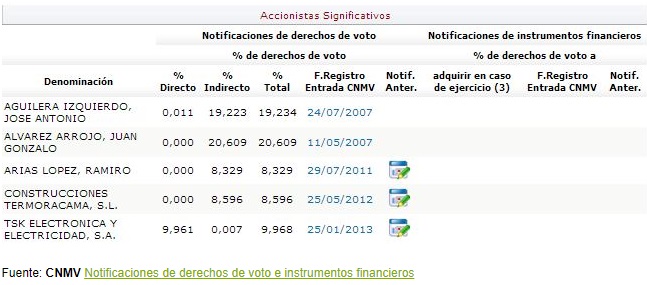 Accionistas Significativos
Notificaciones de derechos de voto Notificaciones de instrumentos financieros
% de derechos de voto % de derechos de voto a
Denominación % Directo % Indirecto % Total F.Registro Entrada CNMV Notif. Anter. adquirir en caso de ejercicio (3) F.Registro Entrada CNMV Notif. Anter.
AGUILERA IZQUIERDO, JOSE ANTONIO 0,011 19,223 19,234 24/07/2007
ALVAREZ ARROJO, JUAN GONZALO 0,000 20,609 20,609 11/05/2007
ARIAS LOPEZ, RAMIRO 0,000 8,329 8,329 29/07/2011
CONSTRUCCIONES TERMORACAMA, S.L. 0,000 8,596 8,596 25/05/2012
TSK ELECTRONICA Y ELECTRICIDAD, S.A. 9,961 0,007 9,968 25/01/2013
Fuente: CNMV Notificaciones de derechos de voto e instrumentos financieros